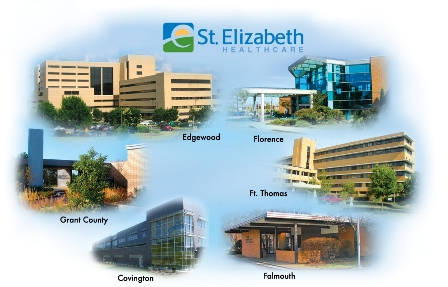 St. Elizabeth
HEALTHCARE
Edgewood
Florence
Ft. Thomas
Grant County
Covington
Falmouth